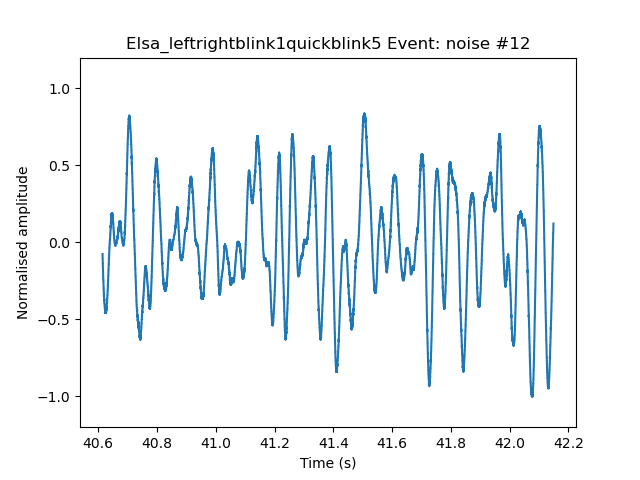 Elsa_leftrightblink1quickblink5 Event: noise #12
Normalised amplitude
1.0
0.5
0.0
−0.5
−1.0
40.6 40.8 41.0 41.2 41.4 41.6 41.8 42.0 42.2
Time (s)